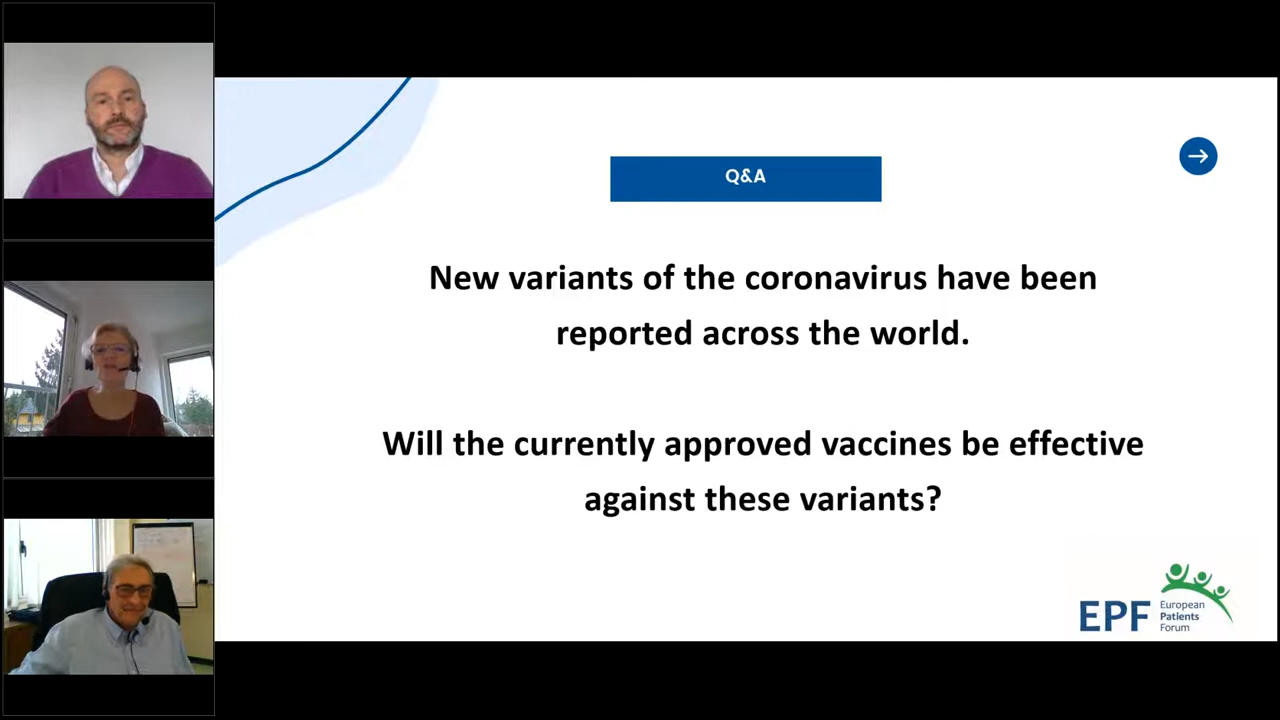 Q&A
New variants of the coronavirus have been
reported across the world.
Will the currently approved vaccines be effective
against these variants?
EPF
European
Patients
Forum